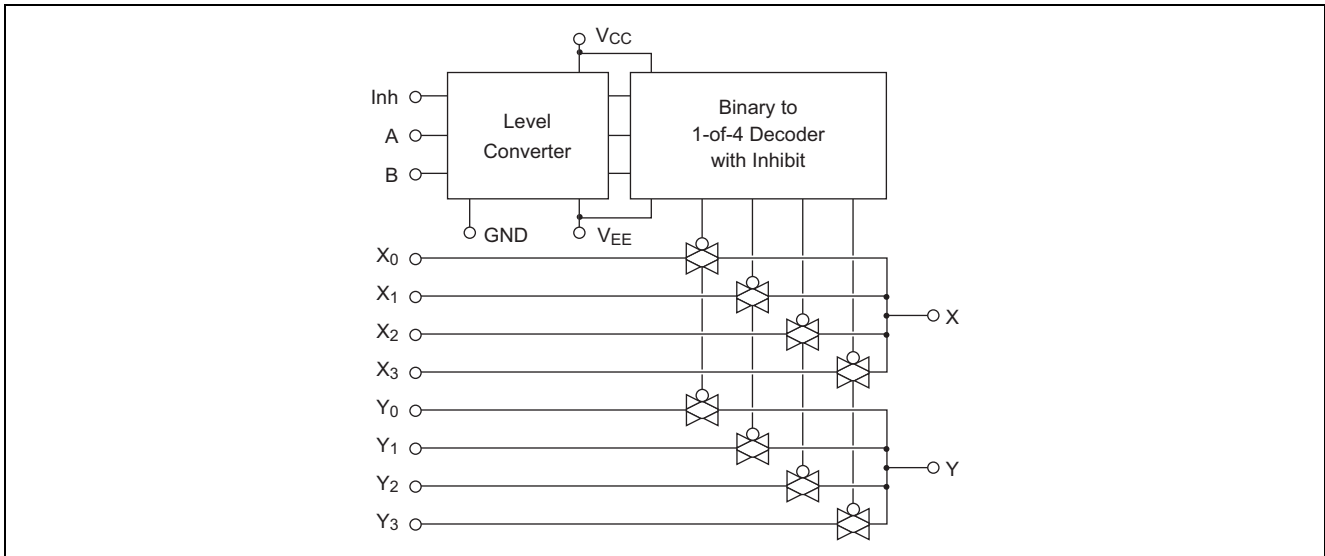 VCC
Inh
A
B
Level
Converter
Binary to
1-of-4 Decoder
with Inhibit
GND
VEE
X0
X1
X2
X3
X
Y0
Y1
Y2
Y3
Y